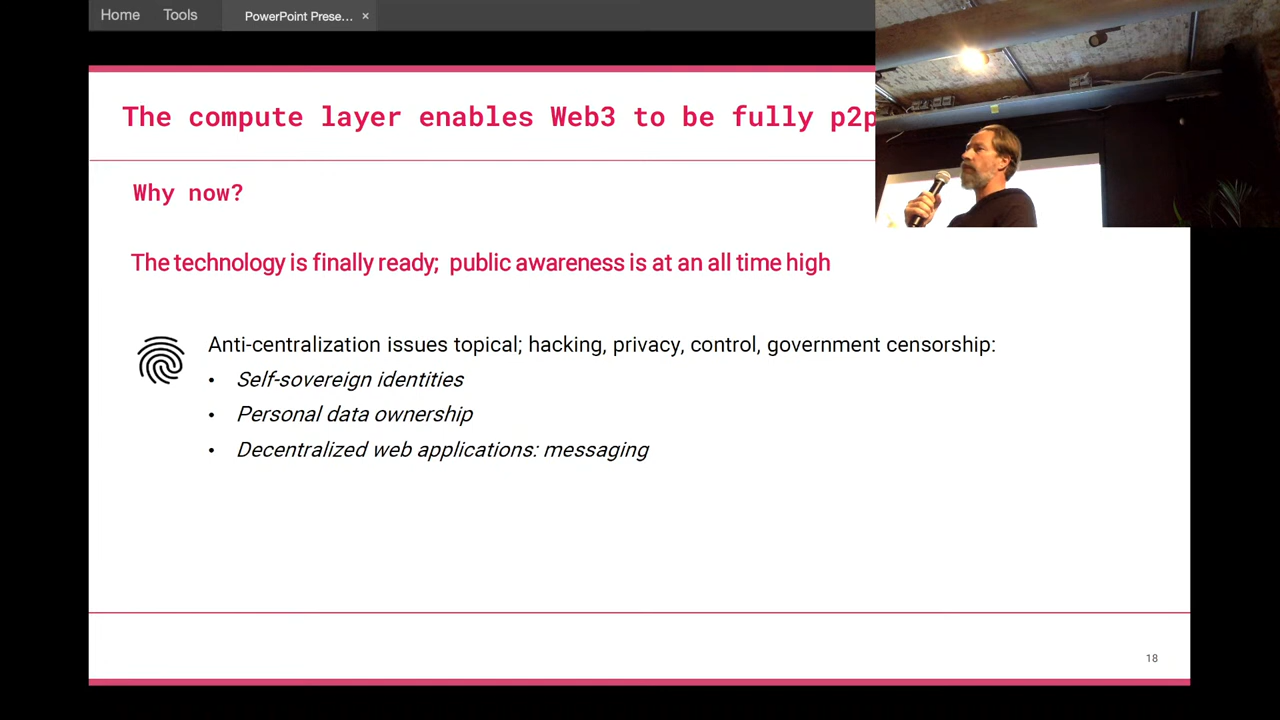 Home Tools PowerPoint Prese... ×
The compute layer enables Web3 to be fully p2p
Why now?
The technology is finally ready; public awareness is at an all time high
Anti-centralization issues topical; hacking, privacy, control, government censorship:
• Self-sovereign identities
• Personal data ownership
• Decentralized web applications: messaging
18